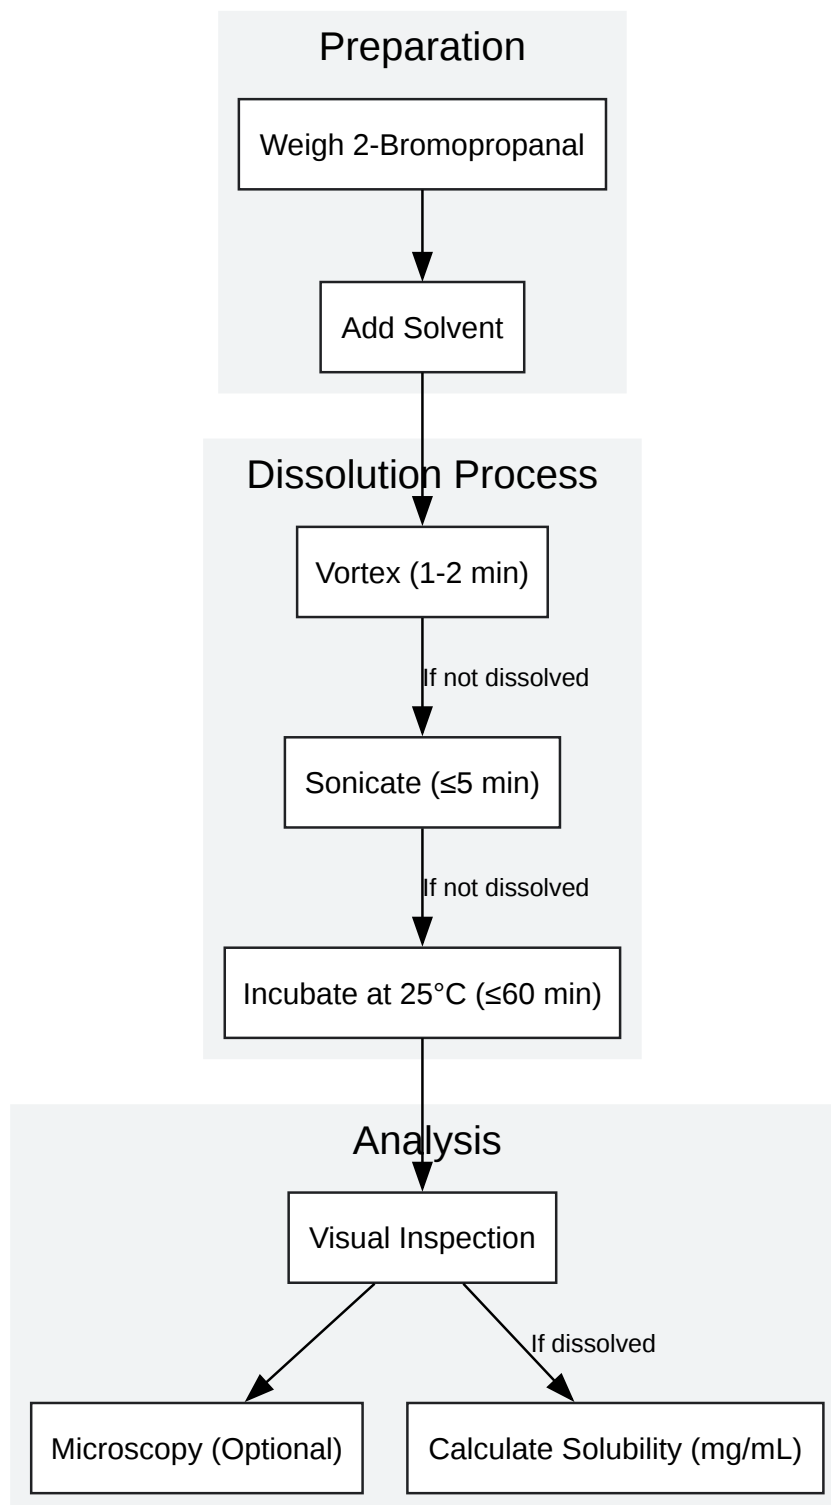 Preparation
Weigh 2-Bromopropanal
Add Solvent
Dissolution Process
Vortex (1-2 min)
If not dissolved
Sonicate (≤5 min)
If not dissolved
Incubate at 25°C (≤60 min)
Analysis
Visual Inspection
If dissolved
Microscopy (Optional)
Calculate Solubility (mg/mL)